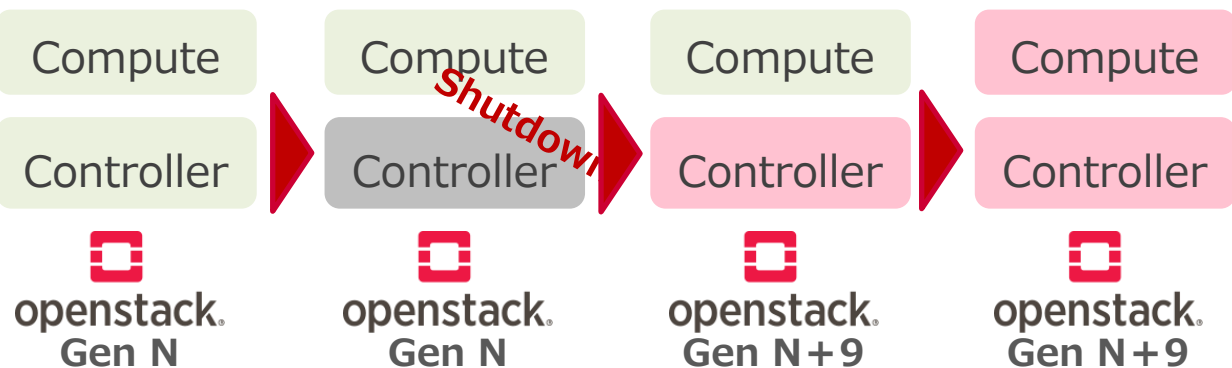 Compute
Controller
openstack.
Gen N
Compute
Shutdown
Controller
openstack.
Gen N
Compute
Controller
openstack.
Gen N+9
Compute
Controller
openstack.
Gen N+9